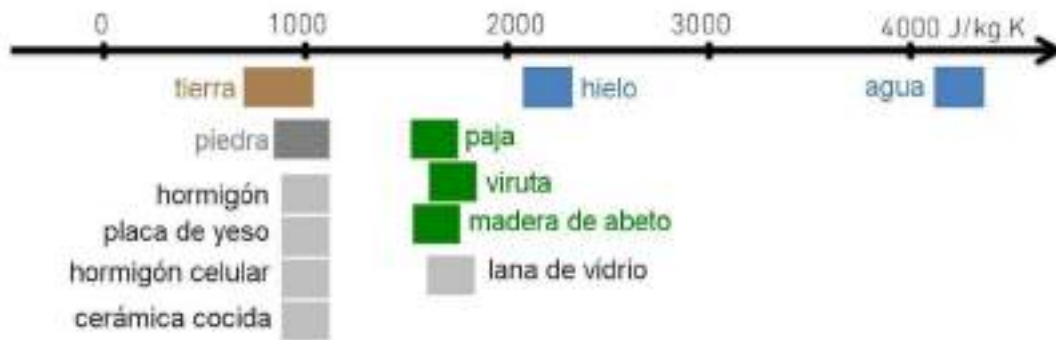 0 1000 2000 3000 4000 J/kg K
tierra hielo agua
piedra paja
hormigón viruta
placa de yeso madera de abeto
hormigón celular lana de vidrio
cerámica cocida